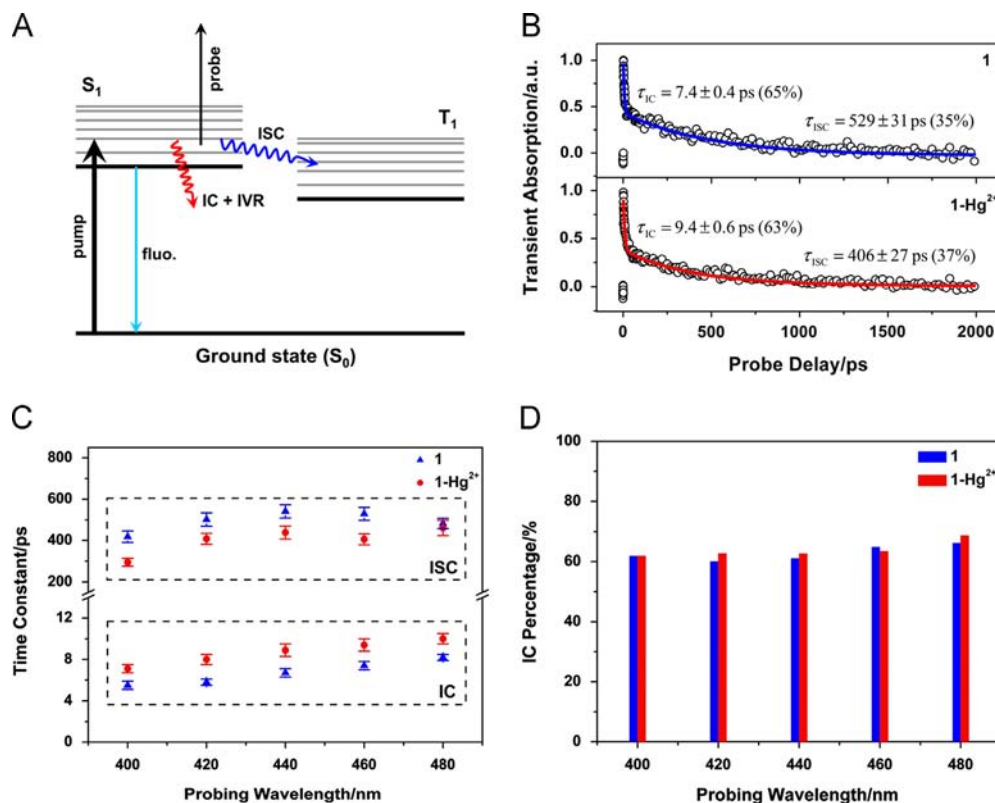 A
S₁
probe
ISC
T₁
IC + IVR
pump
fluo.
Ground state (S₀)
B
Transient Absorption/a.u.
1.0
0.5
0.0
1
τ_IC = 7.4 ± 0.4 ps (65%)
τ_ISC = 529 ± 31 ps (35%)
1.0
0.5
0.0
1-Hg²⁺
τ_IC = 9.4 ± 0.6 ps (63%)
τ_ISC = 406 ± 27 ps (37%)
0 500 1000 1500 2000
Probe Delay/ps
C
Time Constant/ps
800
600
400
200
12
8
4
0
1
1-Hg²⁺
ISC
IC
400 420 440 460 480
Probing Wavelength/nm
D
IC Percentage/%
100
80
60
40
20
0
1
1-Hg²⁺
400 420 440 460 480
Probing Wavelength/nm